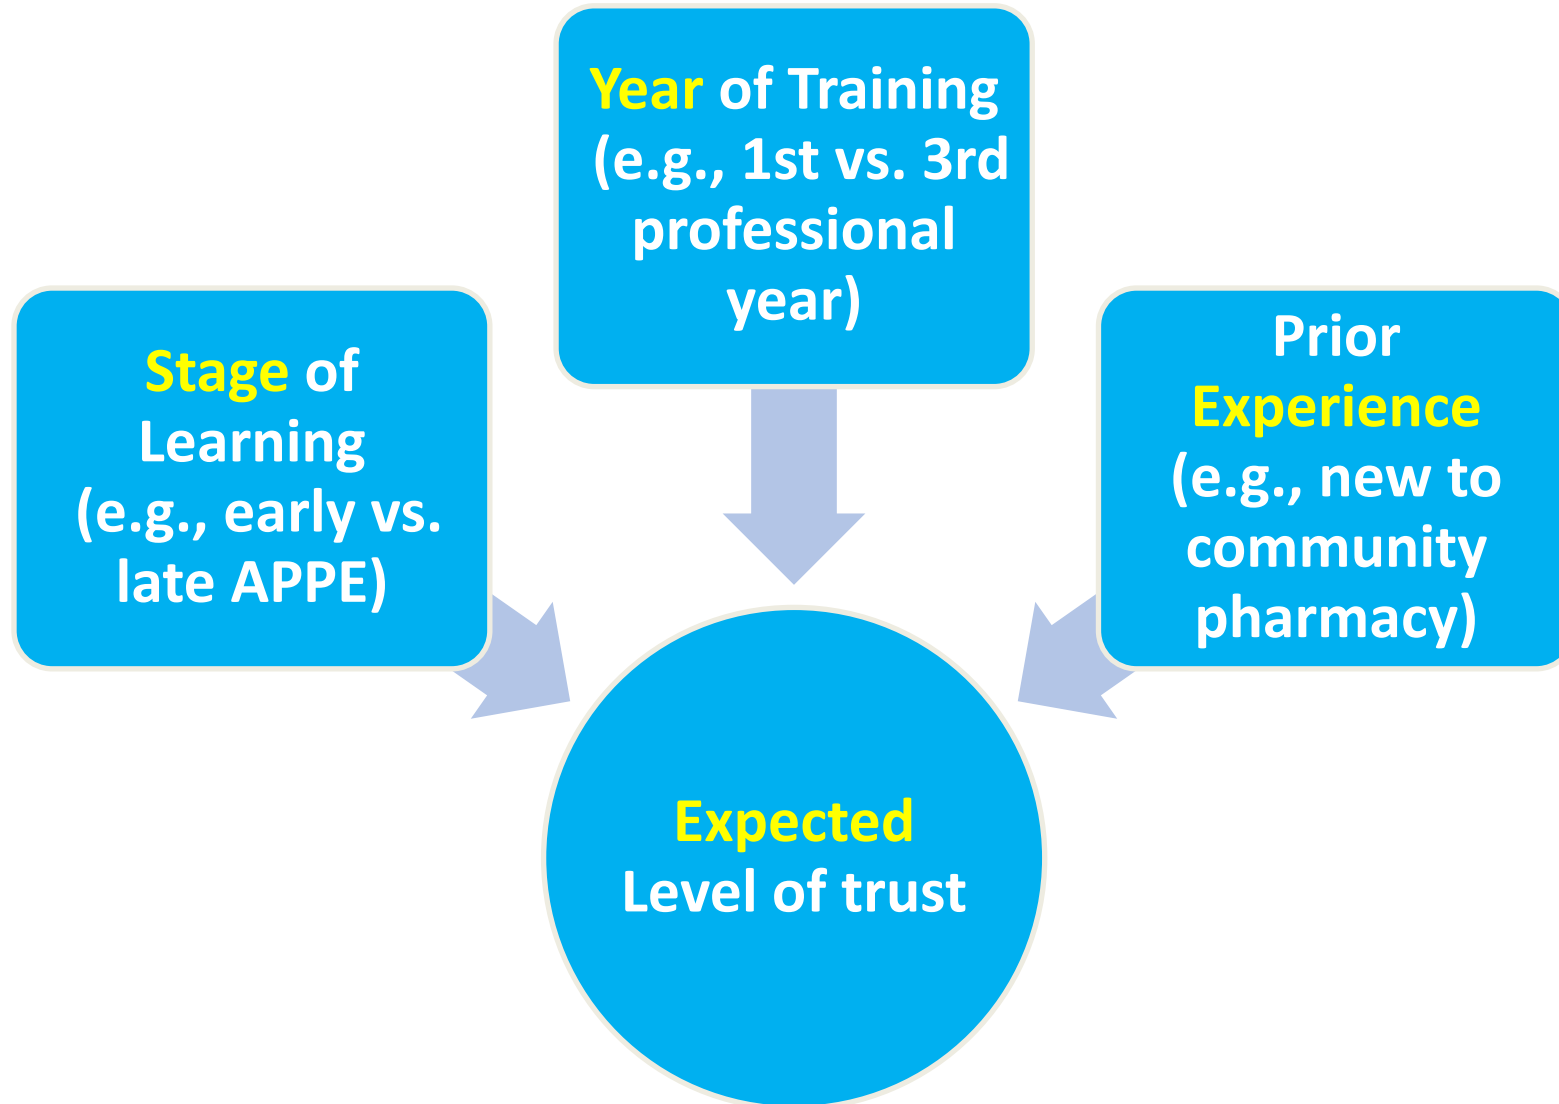 Year of Training
(e.g., 1st vs. 3rd
professional
year)
Stage of
Learning
(e.g., early vs.
late APPE)
Prior
Experience
(e.g., new to
community
pharmacy)
Expected
Level of trust